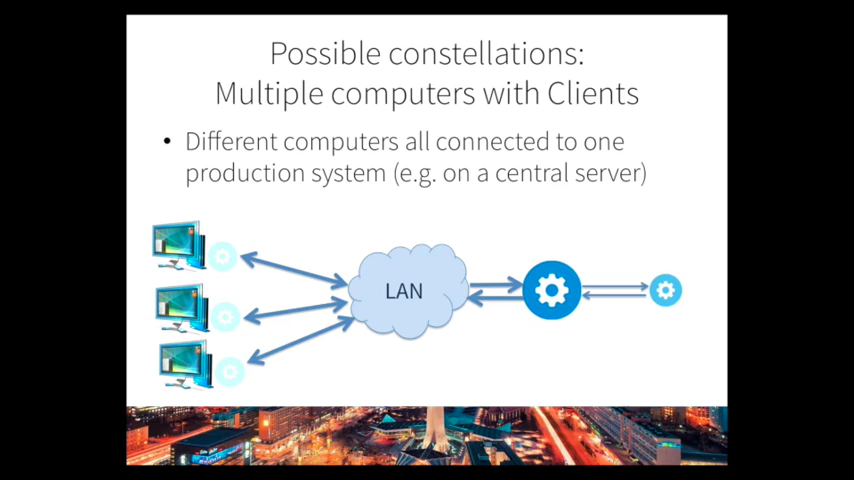 Possible constellations:
Multiple computers with Clients
• Different computers all connected to one
production system (e.g. on a central server)
LAN